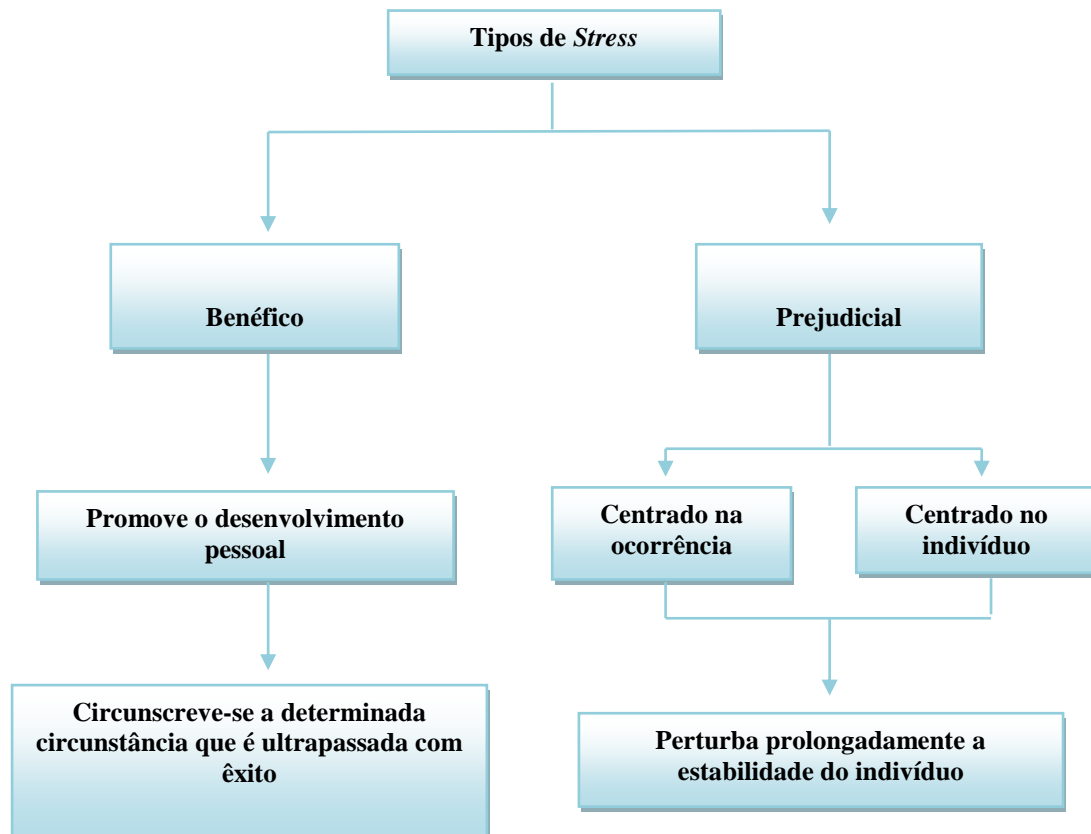 Tipos de Stress
Benéfico
Prejudicial
Promove o desenvolvimento
pessoal
Centrado na
ocorrência
Centrado no
indivíduo
Circunscreve-se a determinada
circunstância que é ultrapassada com
êxito
Perturba prolongadamente a
estabilidade do indivíduo